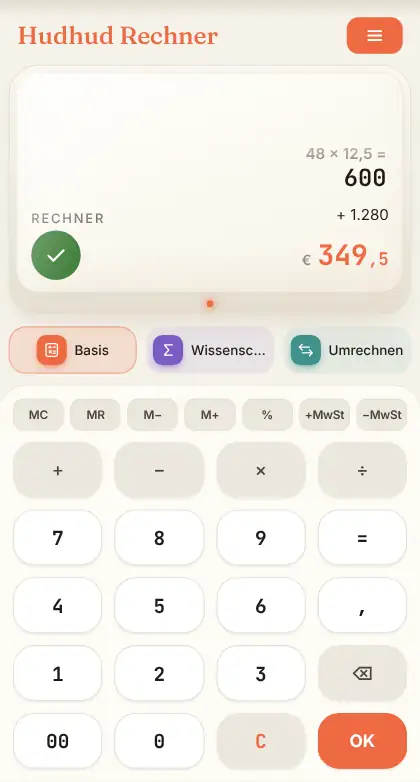 Hudhud Rechner
48 × 12,5 =
600
+ 1.280
RECHNER
€ 349,5
Basis
Σ Wissensc...
Umrechnen
MC MR M− M+ % +MwSt −MwSt
+ − × ÷
7 8 9 =
4 5 6 ,
1 2 3
00 0 C OK